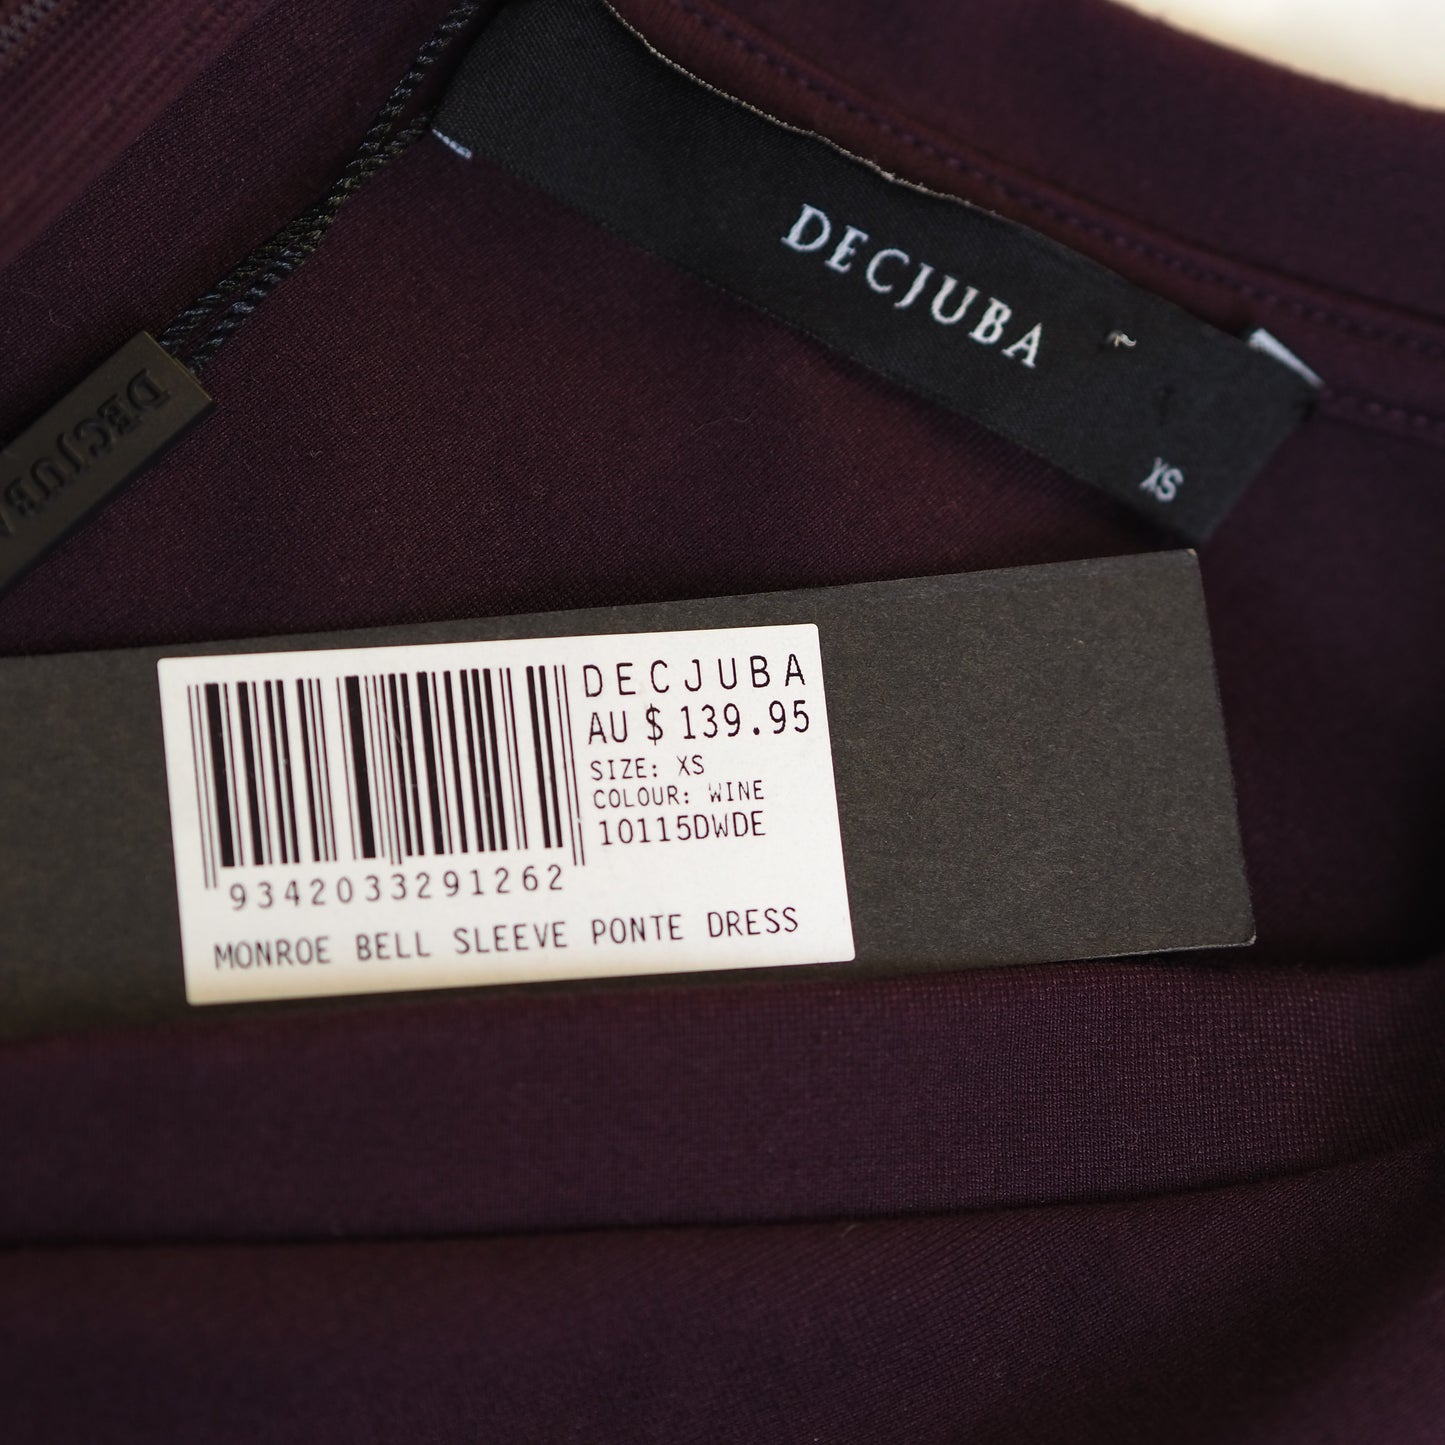 DECJUBA
XS
DECJUBA
DECJUBA
AU $ 139.95
SIZE: XS
COLOUR: WINE
10115DWDE
9342033291262
MONROE BELL SLEEVE PONTE DRESS